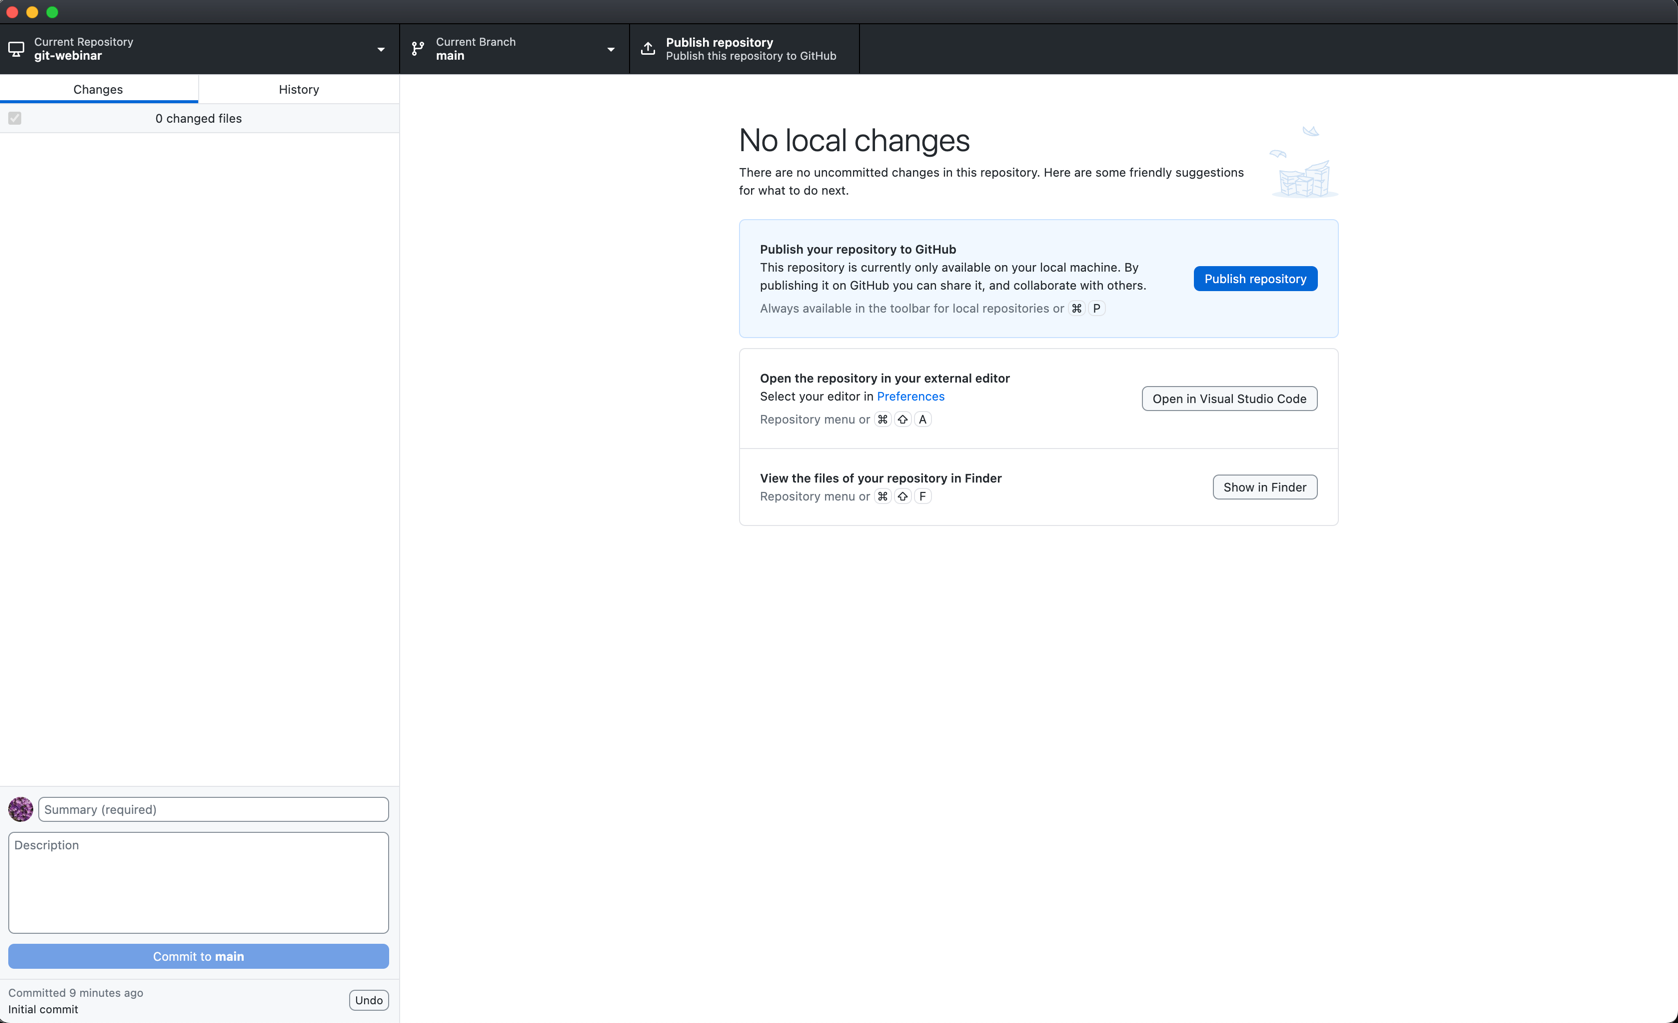 Current Repository
git-webinar
Current Branch
main
Publish repository
Publish this repository to GitHub
Changes
History
0 changed files
No local changes
There are no uncommitted changes in this repository. Here are some friendly suggestions
for what to do next.
Publish your repository to GitHub
This repository is currently only available on your local machine. By
publishing it on GitHub you can share it, and collaborate with others.
Always available in the toolbar for local repositories or ⌘ P
Publish repository
Open the repository in your external editor
Select your editor in Preferences
Repository menu or ⌘ ⇧ A
Open in Visual Studio Code
View the files of your repository in Finder
Repository menu or ⌘ ⇧ F
Show in Finder
Summary (required)
Description
Commit to main
Committed 9 minutes ago
Initial commit
Undo